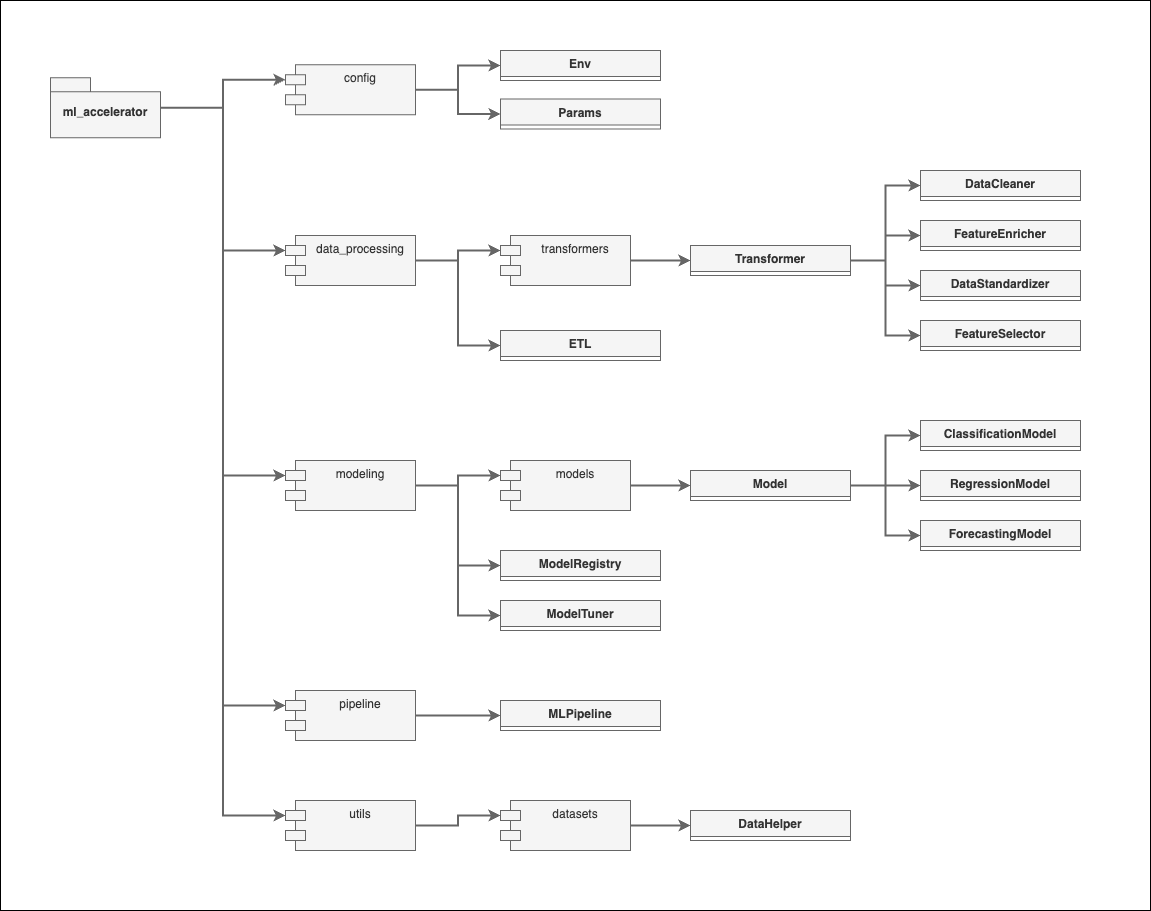 ml_accelerator
config
Env
Params
data_processing
transformers
Transformer
DataCleaner
FeatureEnricher
DataStandardizer
FeatureSelector
ETL
modeling
models
Model
ClassificationModel
RegressionModel
ForecastingModel
ModelRegistry
ModelTuner
pipeline
MLPipeline
utils
datasets
DataHelper